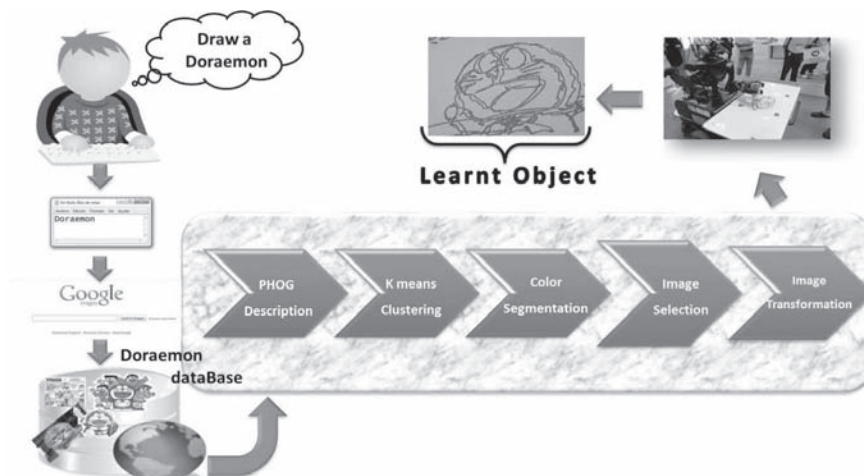 Draw a
Doraemon
Doraemon
Google
Doraemon
dataBase
PHOG
Description
K means
Clustering
Color
Segmentation
Image
Selection
Image
Transformation
Learnt Object